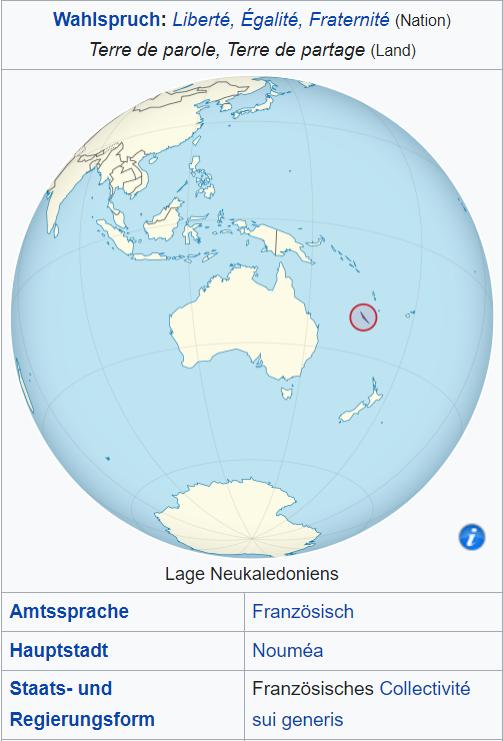 Wahlspruch: Liberté, Égalité, Fraternité (Nation)
Terre de parole, Terre de partage (Land)
i
Lage Neukaledoniens
Amtssprache Französisch
Hauptstadt Nouméa
Staats- und Französisches Collectivité
Regierungsform sui generis